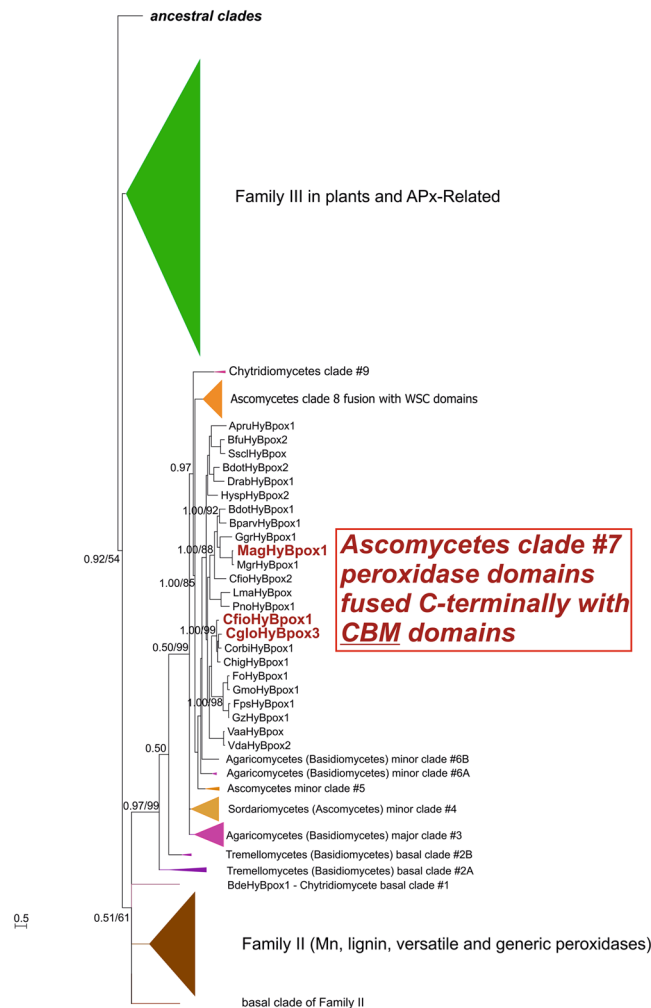 ancestral clades
Family III in plants and APx-Related
Chytridiomycetes clade #9
Ascomycetes clade 8 fusion with WSC domains
ApruHyBpox1
BfuHyBpox2
SsclHyBpox
0.97
BdotHyBpox2
DrabHyBpox1
HyspHyBpox2
1.00/92
BdotHyBpox1
BparvHyBpox1
GgrHyBpox1
1.00/88
MagHyBpox1
MgrHyBpox1
0.92/54
CfioHyBpox2
1.00/85
LmaHyBpox
PnoHyBpox1
Ascomycetes clade #7
peroxidase domains
fused C-terminally with
CBM domains
CfioHyBpox1
1.00/99
CgloHyBpox3
CorbiHyBpox1
0.50/99
ChigHyBpox1
FoHyBpox1
GmoHyBpox1
1.00/98
FpsHyBpox1
GzHyBpox1
VaaHyBpox
VdaHyBpox2
0.50
Agaricomycetes (Basidiomycetes) minor clade #6B
Agaricomycetes (Basidiomycetes) minor clade #6A
Ascomycetes minor clade #5
0.97/99
Sordariomycetes (Ascomycetes) minor clade #4
Agaricomycetes (Basidiomycetes) major clade #3
Tremellomycetes (Basidiomycetes) basal clade #2B
Tremellomycetes (Basidiomycetes) basal clade #2A
BdeHyBpox1 - Chytridiomycete basal clade #1
0.51/61
0.5
Family II (Mn, lignin, versatile and generic peroxidases)
basal clade of Family II